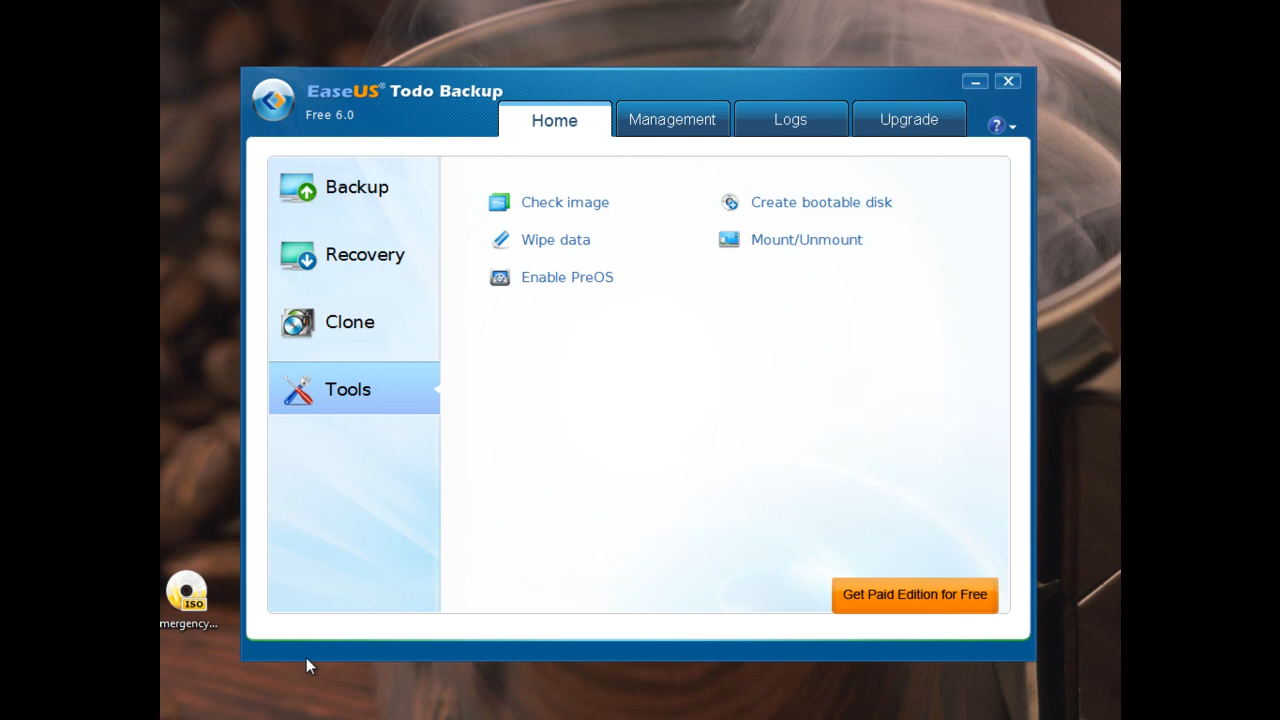 EaseUS® Todo Backup
Free 6.0
Home
Management
Logs
Upgrade
?
Backup
Recovery
Clone
Tools
Check image
Create bootable disk
Wipe data
Mount/Unmount
Enable PreOS
Get Paid Edition for Free
ISO
mergency...